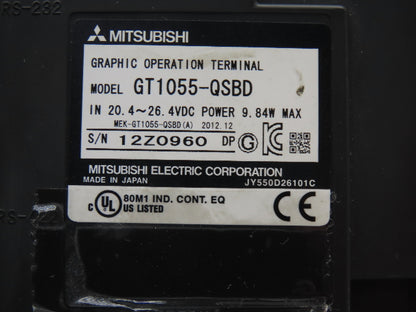 RS-232
MITSUBISHI
GRAPHIC OPERATION TERMINAL
MODEL GT1055-QSBD
IN 20.4~26.4VDC POWER 9.84W MAX
MEK-GT1055-QSBD(A) 2012.12
S/N 12Z0960 DP G
MITSUBISHI ELECTRIC CORPORATION
MADE IN JAPAN JY550D26101C
c UL US LISTED 80M1 IND. CONT. EQ CE